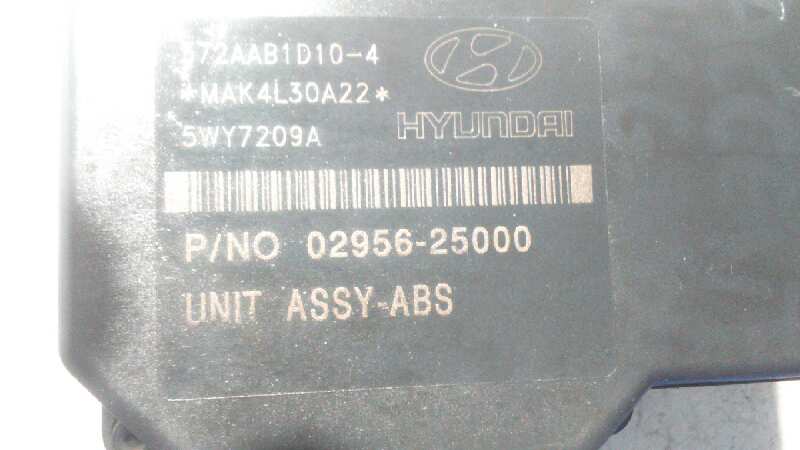 372AAB1D10-4
*MAK4L30A22*
5WY7209A
HYUNDAI
P/NO 02956-25000
UNIT ASSY-ABS